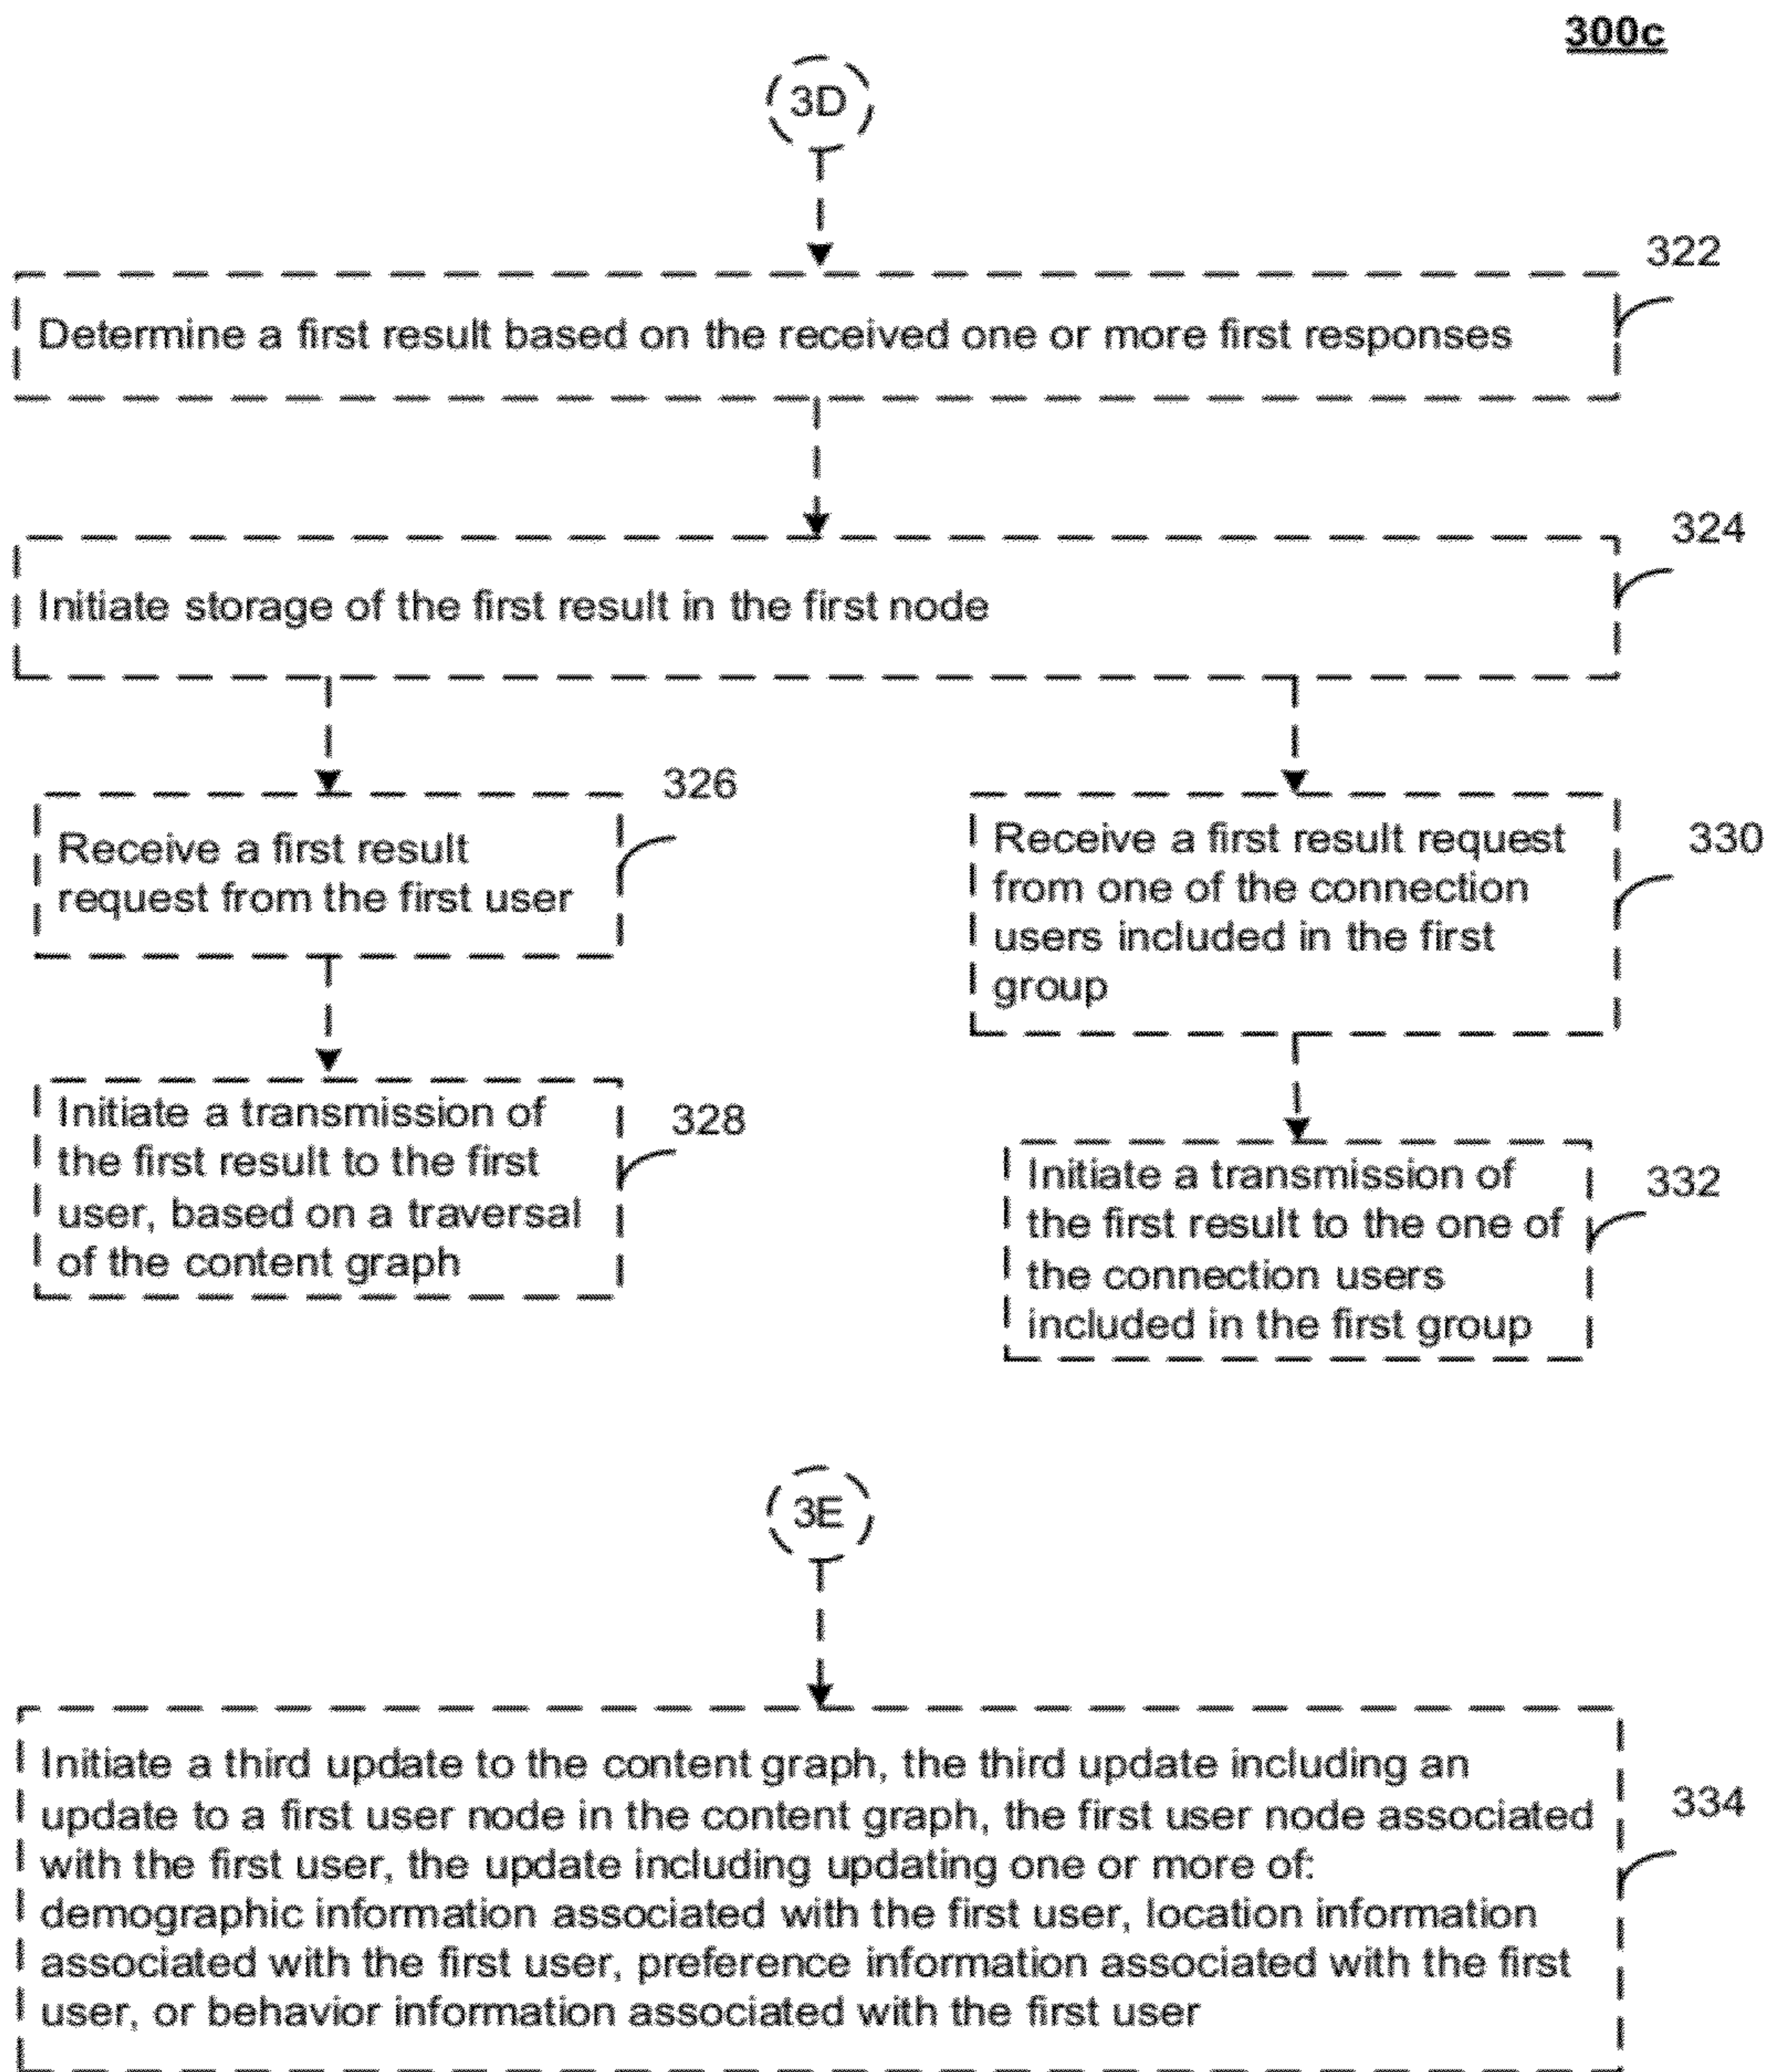 300c
3D
322
Determine a first result based on the received one or more first responses
324
Initiate storage of the first result in the first node
326
Receive a first result
request from the first user
328
Initiate a transmission of
the first result to the first
user, based on a traversal
of the content graph
330
Receive a first result request
from one of the connection
users included in the first
group
332
Initiate a transmission of
the first result to the one of
the connection users
included in the first group
3E
Initiate a third update to the content graph, the third update including an
update to a first user node in the content graph, the first user node associated
with the first user, the update including updating one or more of:
demographic information associated with the first user, location information
associated with the first user, preference information associated with the first
user, or behavior information associated with the first user
334